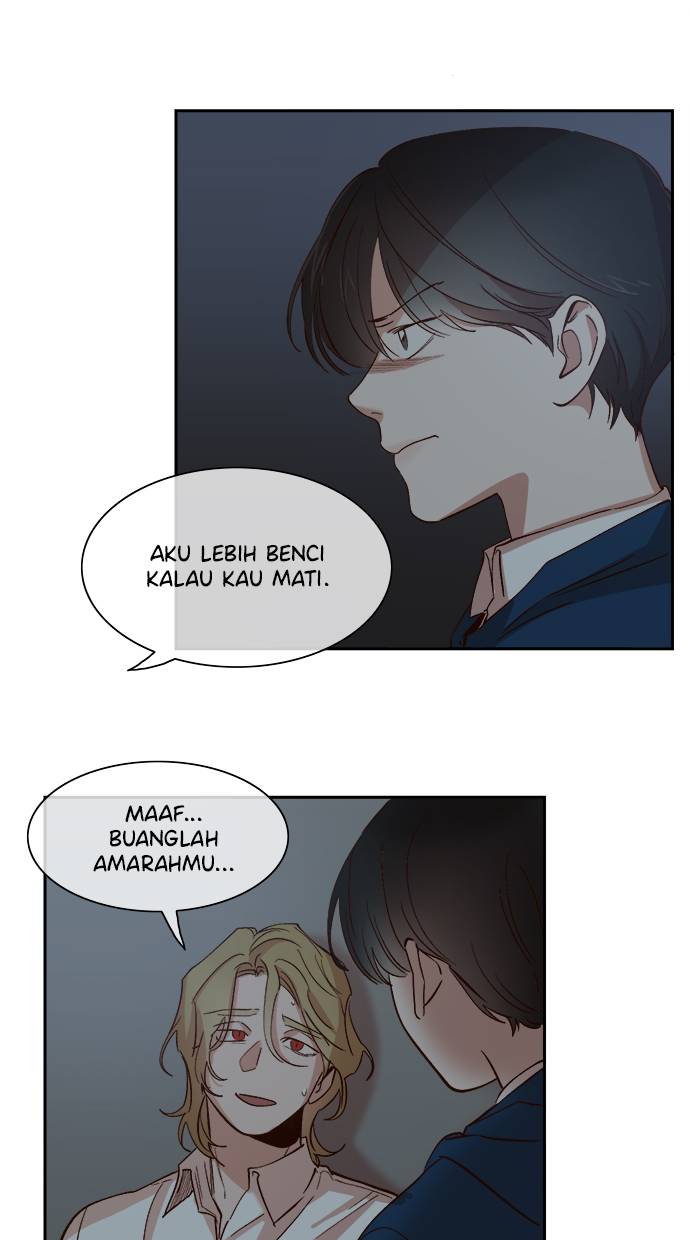 AKU LEBIH BENCI
KALAU KAU MATI.
MAAF...
BUANGLAH
AMARAHMU...